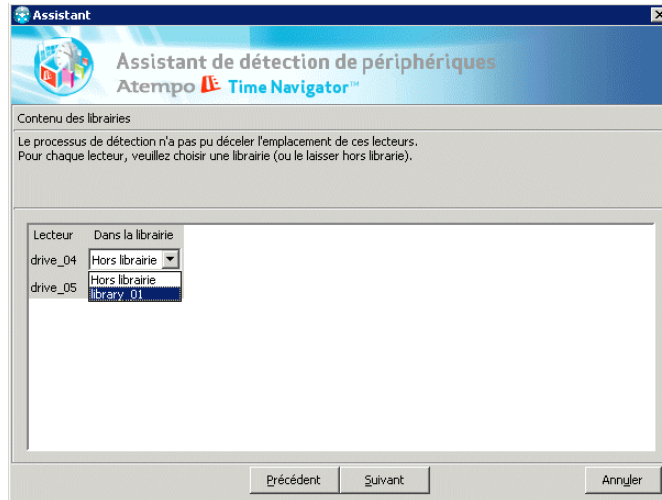 Assistant
Assistant de détection de périphériques
Atempo Time Navigator™
Contenu des librairies
Le processus de détection n'a pas pu déceler l'emplacement de ces lecteurs.
Pour chaque lecteur, veuillez choisir une librairie (ou le laisser hors librarie).
Lecteur Dans la librairie
drive_04 Hors librairie
Hors librairie
drive_05 library_01
Précédent Suivant Annuler